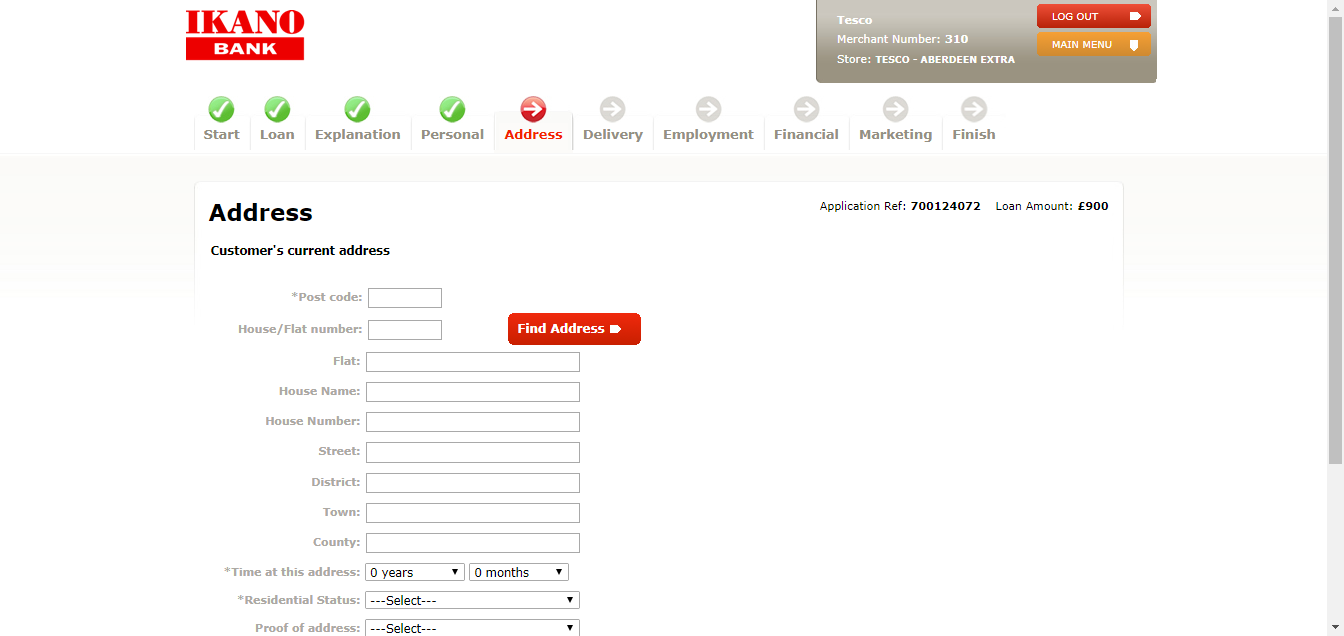 IKANO
BANK
Tesco
Merchant Number: 310
Store: TESCO - ABERDEEN EXTRA
LOG OUT
MAIN MENU
Start
Loan
Explanation
Personal
Address
Delivery
Employment
Financial
Marketing
Finish
Address
Application Ref: 700124072 Loan Amount: £900
Customer's current address
*Post code:
House/Flat number:
Find Address
Flat:
House Name:
House Number:
Street:
District:
Town:
County:
*Time at this address: 0 years 0 months
*Residential Status: ---Select---
Proof of address: ---Select---